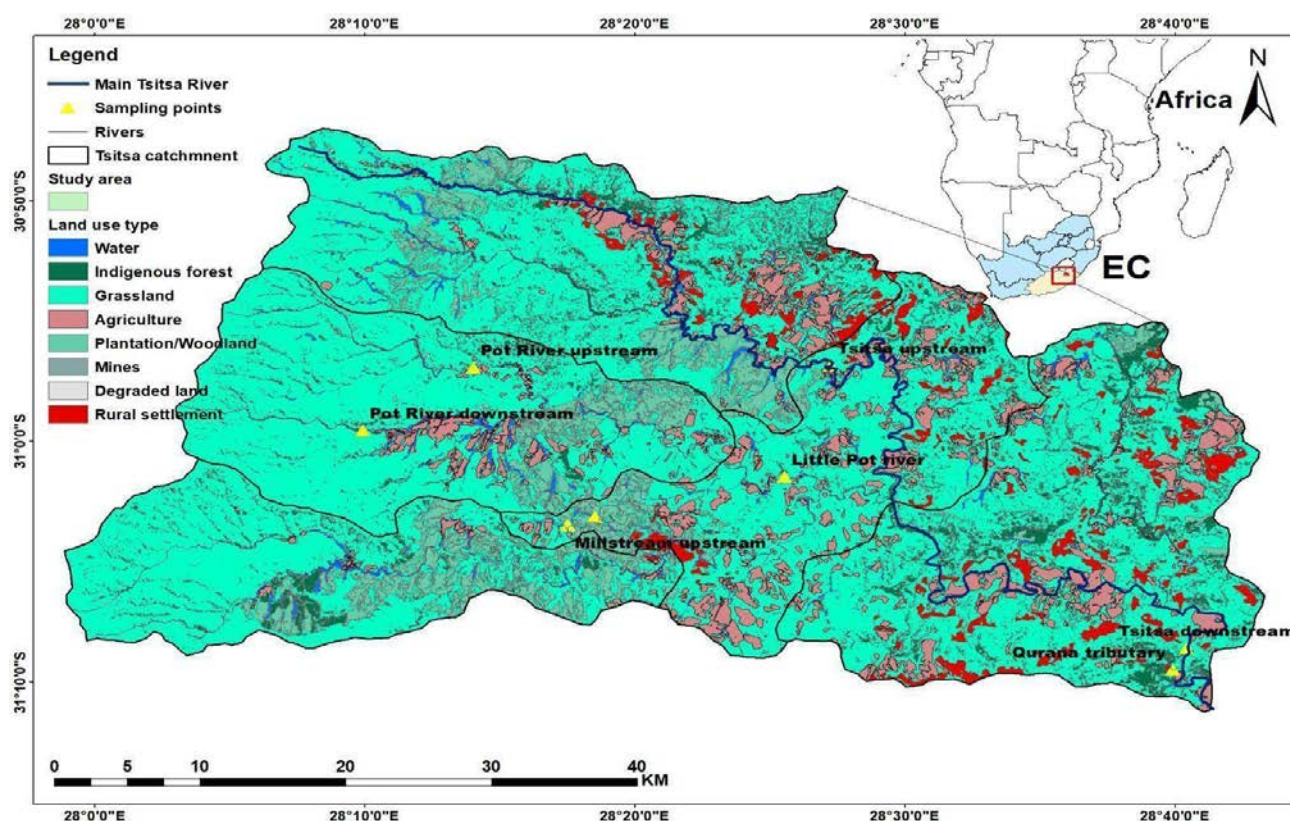 28°0'0"E 28°10'0"E 28°20'0"E 28°30'0"E 28°40'0"E
Legend
Main Tsitsa River
Sampling points
Rivers
Tsitsa catchmnent
Study area
Land use type
Water
Indigenous forest
Grassland
Agriculture
Plantation/Woodland
Mines
Degraded land
Rural settlement
N
Africa
EC
30°50'0"S
31°0'0"S
31°10'0"S
Pot River upstream
Tsitsa upstream
Pot River downstream
Little Pot river
Millstream upstream
Tsitsa downstream
Qurana tributary
0 5 10 20 30 40
KM
28°0'0"E 28°10'0"E 28°20'0"E 28°30'0"E 28°40'0"E